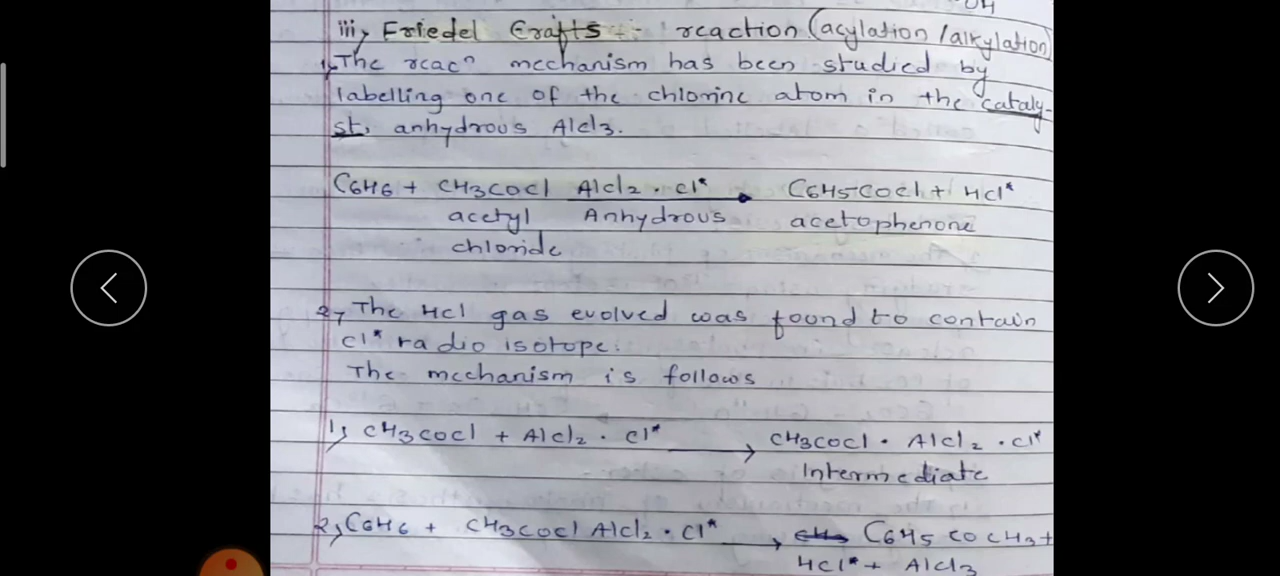 OH
iii, Friedel Crafts :- reaction (acylation / alkylation)
1, The reacⁿ mechanism has been studied by
labelling one of the chlorine atom in the cataly-
st, anhydrous AlCl3.
C6H6 + CH3COCl AlCl2 · Cl* → C6H5COCl + HCl*
acetyl Anhydrous acetophenone
chloride
2, The HCl gas evolved was found to contain
Cl* radio isotope.
The mechanism is follows
1, CH3COCl + AlCl2 · Cl* → CH3COCl · AlCl2 · Cl*
Intermediate
2, C6H6 + CH3COCl AlCl2 · Cl* → C6H5 CO CH3 +
HCl* + AlCl3